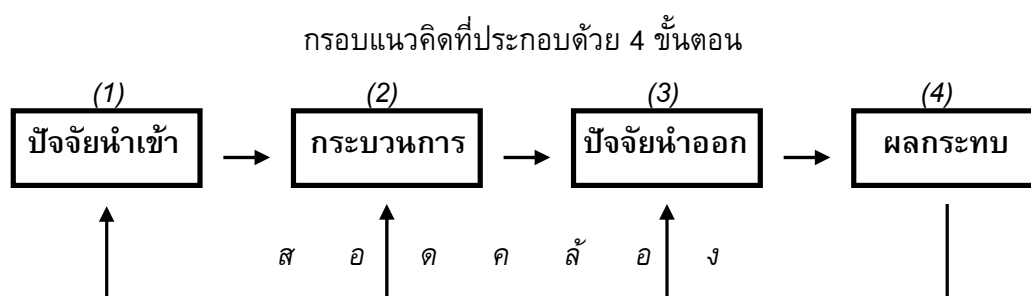 กรอบแนวคิดที่ประกอบด้วย 4 ขั้นตอน
(1) (2) (3) (4)
ปัจจัยนำเข้า กระบวนการ ปัจจัยนำออก ผลกระทบ
ส อ ด ค ล้ อ ง